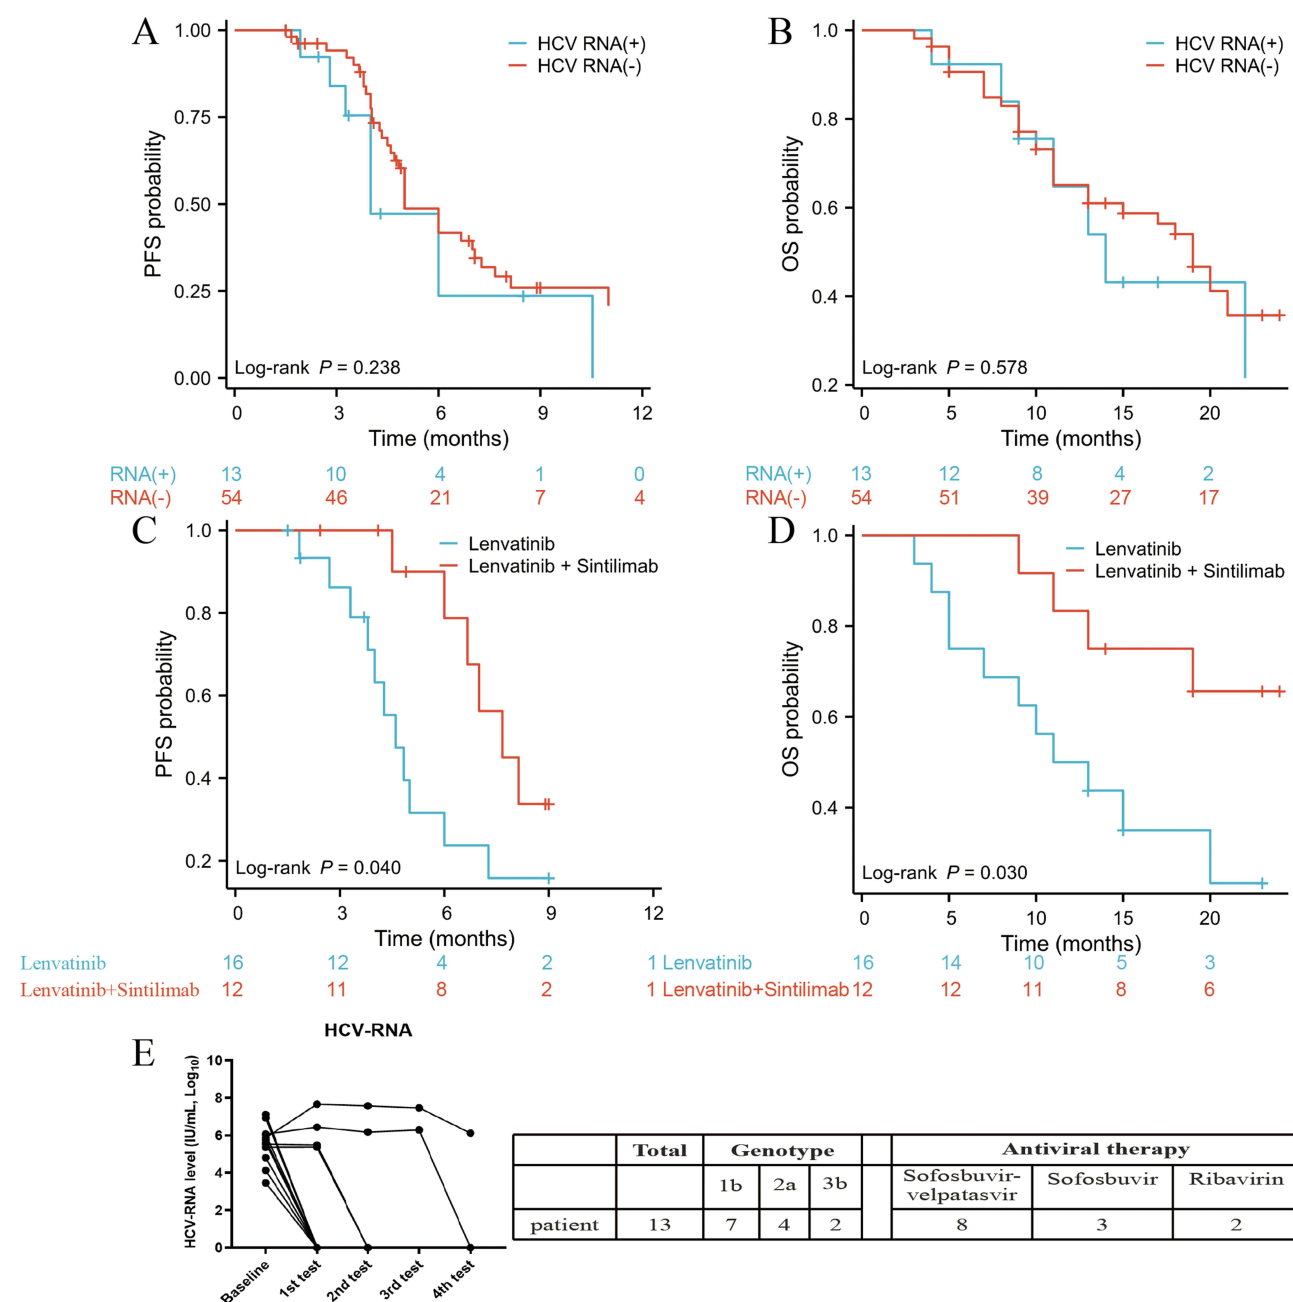 A
1.00
0.75
0.50
0.25
0.00
PFS probability
HCV RNA(+)
HCV RNA(-)
Log-rank P = 0.238
0 3 6 9 12
Time (months)
RNA(+) 13 10 4 1 0
RNA(-) 54 46 21 7 4
B
1.0
0.8
0.6
0.4
0.2
OS probability
HCV RNA(+)
HCV RNA(-)
Log-rank P = 0.578
0 5 10 15 20
Time (months)
RNA(+) 13 12 8 4 2
RNA(-) 54 51 39 27 17
C
1.0
0.8
0.6
0.4
0.2
PFS probability
Lenvatinib
Lenvatinib + Sintilimab
Log-rank P = 0.040
0 3 6 9 12
Time (months)
Lenvatinib 16 12 4 2 1
Lenvatinib+Sintilimab 12 11 8 2 1
D
1.0
0.8
0.6
0.4
OS probability
Lenvatinib
Lenvatinib + Sintilimab
Log-rank P = 0.030
0 5 10 15 20
Time (months)
Lenvatinib 16 14 10 5 3
Lenvatinib+Sintilimab 12 12 11 8 6
E
HCV-RNA
HCV-RNA level (IU/mL, Log10)
10
8
6
4
2
0
Baseline
1st test
2nd test
3rd test
4th test
Total Genotype Antiviral therapy
1b 2a 3b Sofosbuvir-velpatasvir Sofosbuvir Ribavirin
patient 13 7 4 2 8 3 2